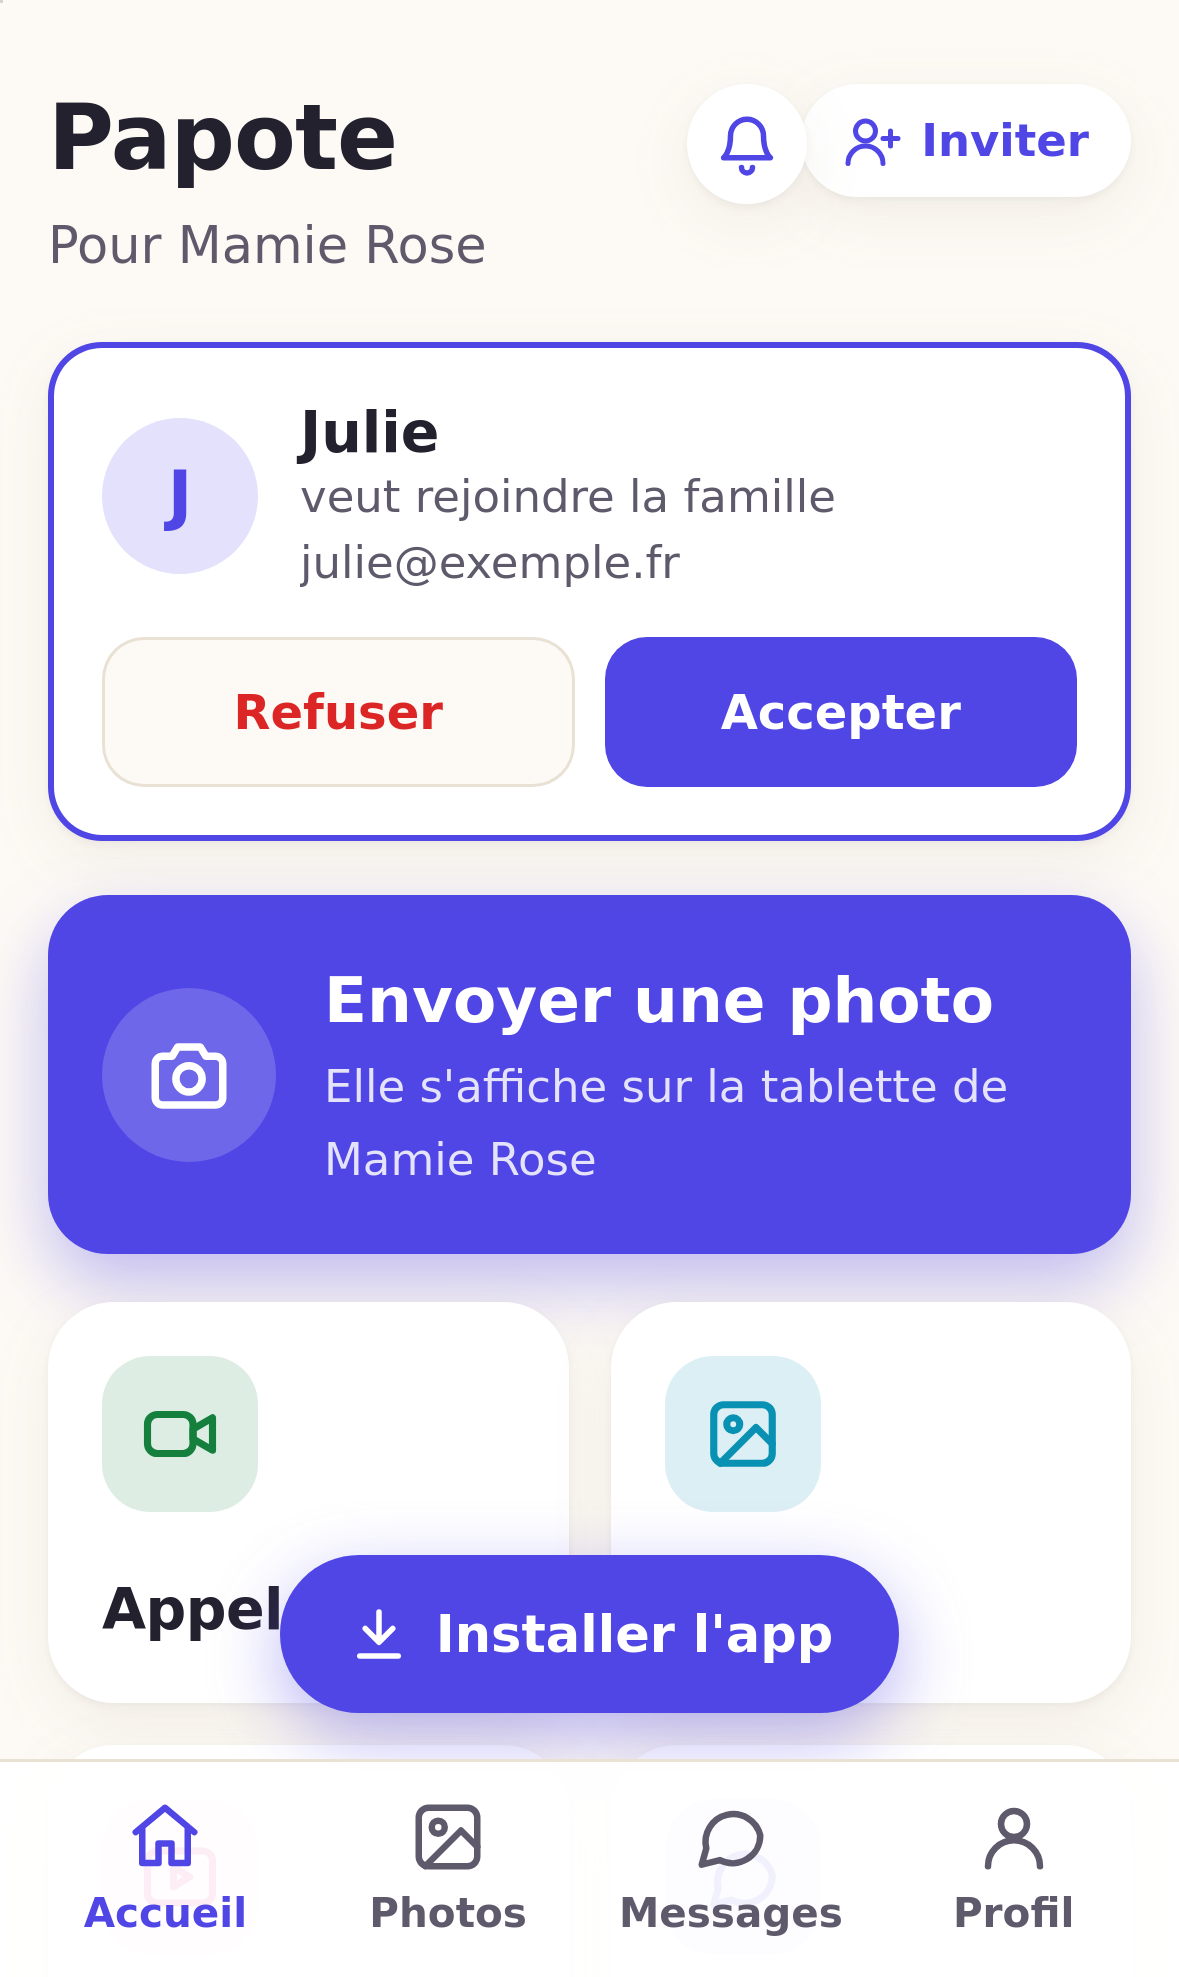 Papote
Inviter
Pour Mamie Rose
Julie
J
veut rejoindre la famille
julie@exemple.fr
Refuser
Accepter
Envoyer une photo
Elle s'affiche sur la tablette de
Mamie Rose
Appel
Installer l'app
Accueil
Photos
Messages
Profil